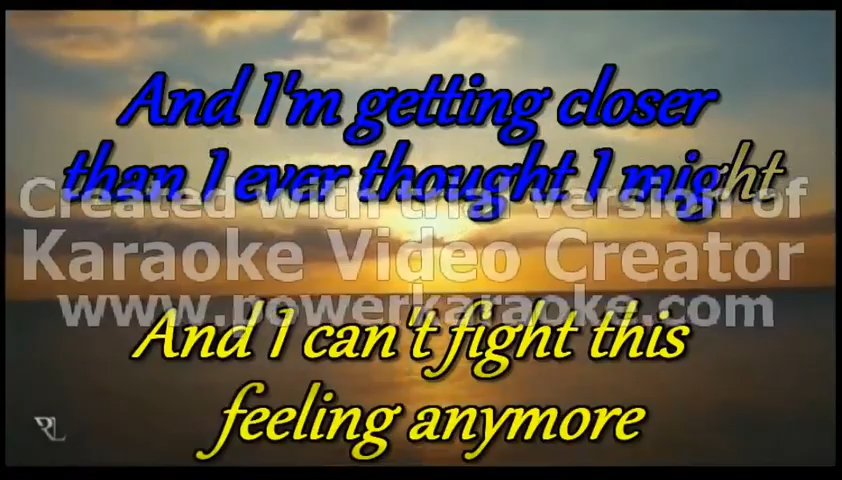 And I'm getting closer
than I ever thought I might
Created with trial version of
Karaoke Video Creator
www.powerkaraoke.com
And I can't fight this
feeling anymore
RL